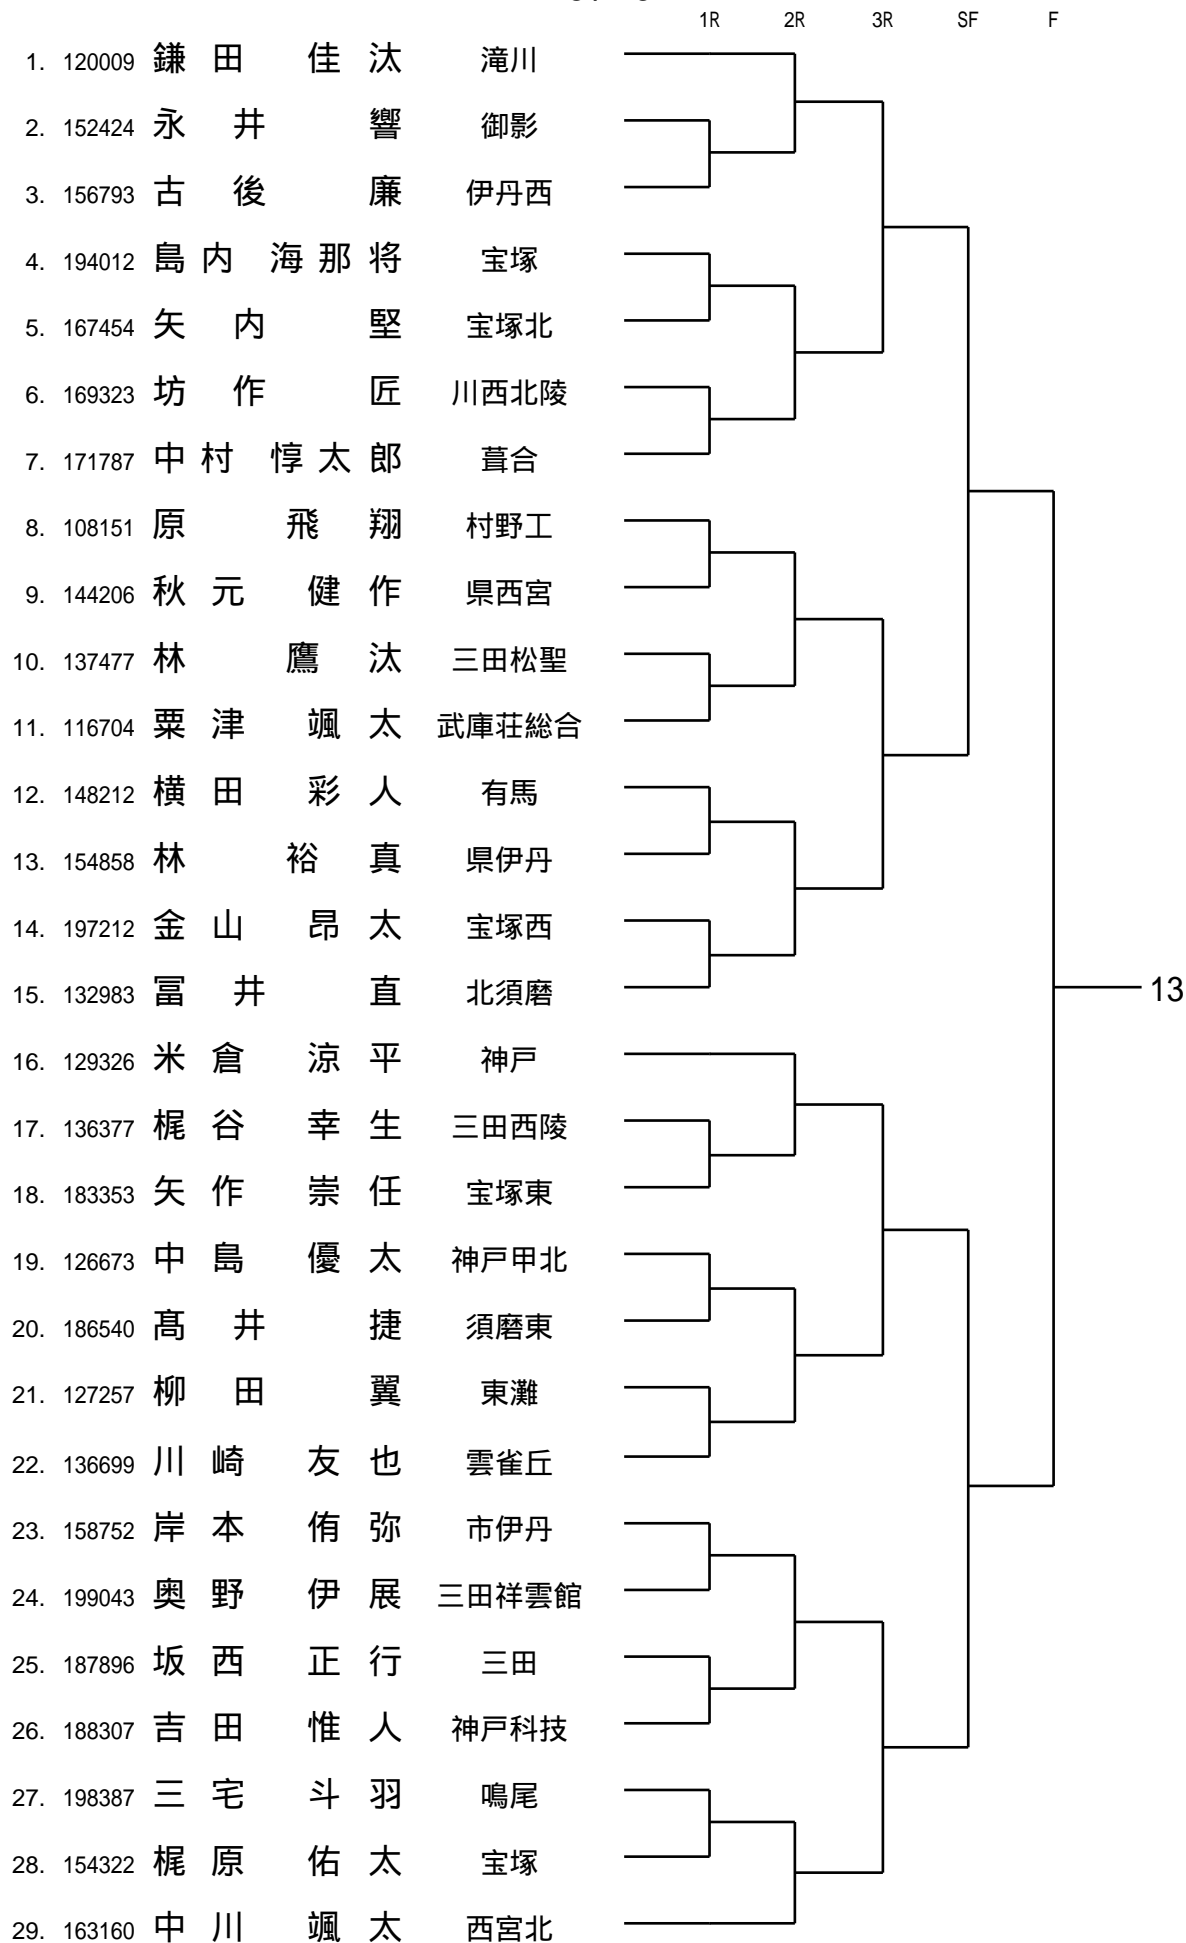 1R 2R 3R SF F
1. 120009 鎌田 佳汰 滝川
2. 152424 永井 響 御影
3. 156793 古後 廉 伊丹西
4. 194012 島内 海那将 宝塚
5. 167454 矢内 堅 宝塚北
6. 169323 坊作 匠 川西北陵
7. 171787 中村 惇太郎 葺合
8. 108151 原 飛翔 村野工
9. 144206 秋元 健作 県西宮
10. 137477 林 鷹汰 三田松聖
11. 116704 粟津 颯太 武庫荘総合
12. 148212 横田 彩人 有馬
13. 154858 林 裕真 県伊丹
14. 197212 金山 昂太 宝塚西
15. 132983 冨井 直 北須磨
13
16. 129326 米倉 涼平 神戸
17. 136377 梶谷 幸生 三田西陵
18. 183353 矢作 崇任 宝塚東
19. 126673 中島 優太 神戸甲北
20. 186540 髙井 捷 須磨東
21. 127257 柳田 翼 東灘
22. 136699 川崎 友也 雲雀丘
23. 158752 岸本 侑弥 市伊丹
24. 199043 奥野 伊展 三田祥雲館
25. 187896 坂西 正行 三田
26. 188307 吉田 惟人 神戸科技
27. 198387 三宅 斗羽 鳴尾
28. 154322 梶原 佑太 宝塚
29. 163160 中川 颯太 西宮北